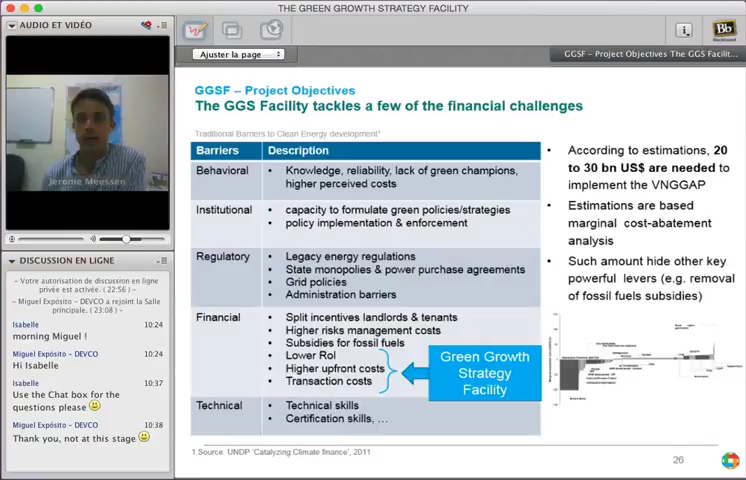 THE GREEN GROWTH STRATEGY FACILITY
AUDIO ET VIDÉO
Jerome Meessen
DISCUSSION EN LIGNE
Votre autorisation de discussion en ligne
privée est activée. ( 22:56 )
Miguel Expósito - DEVCO a rejoint la Salle
principale. ( 23:08 )
Isabelle 10:24
morning Miguel !
Miguel Expósito - DEVCO 10:24
Hi Isabelle
Isabelle 10:37
Use the Chat box for the
questions please
Miguel Expósito - DEVCO 10:38
Thank you, not at this stage
Bb
Ajuster la page
GGSF – Project Objectives The GGS Facilit...
GGSF – Project Objectives
The GGS Facility tackles a few of the financial challenges
Traditional Barriers to Clean Energy development¹
Barriers Description
Behavioral • Knowledge, reliability, lack of green champions,
higher perceived costs
Institutional • capacity to formulate green policies/strategies
• policy implementation & enforcement
Regulatory • Legacy energy regulations
• State monopolies & power purchase agreements
• Grid policies
• Administration barriers
Financial • Split incentives landlords & tenants
• Higher risks management costs
• Subsidies for fossil fuels
• Lower RoI
• Higher upfront costs
• Transaction costs
Technical • Technical skills
• Certification skills, …
Green Growth
Strategy
Facility
• According to estimations, 20
to 30 bn US$ are needed to
implement the VNGGAP
• Estimations are based
marginal cost-abatement
analysis
• Such amount hide other key
powerful levers (e.g. removal
of fossil fuels subsidies)
1.Source: UNDP 'Catalyzing Climate finance', 2011
26